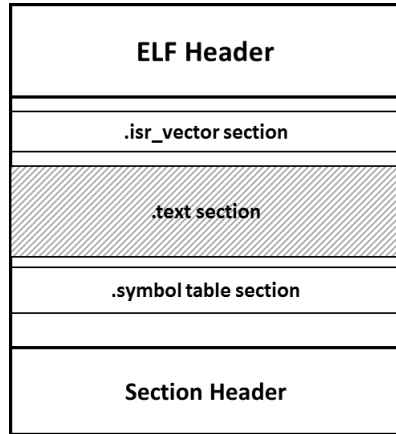 ELF Header
.isr_vector section
.text section
.symbol table section
Section Header